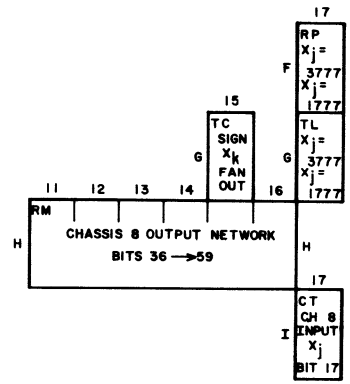 17
RP
Xj=
3777
Xj=
1777
F
15
TC
SIGN
Xk
FAN
OUT
G
TL
Xj=
3777
Xj=
1777
G
11 12 13 14 16
RM
CHASSIS 8 OUTPUT NETWORK
BITS 36 →59
H
H
17
CT
CH 8
INPUT
Xj
BIT 17
I